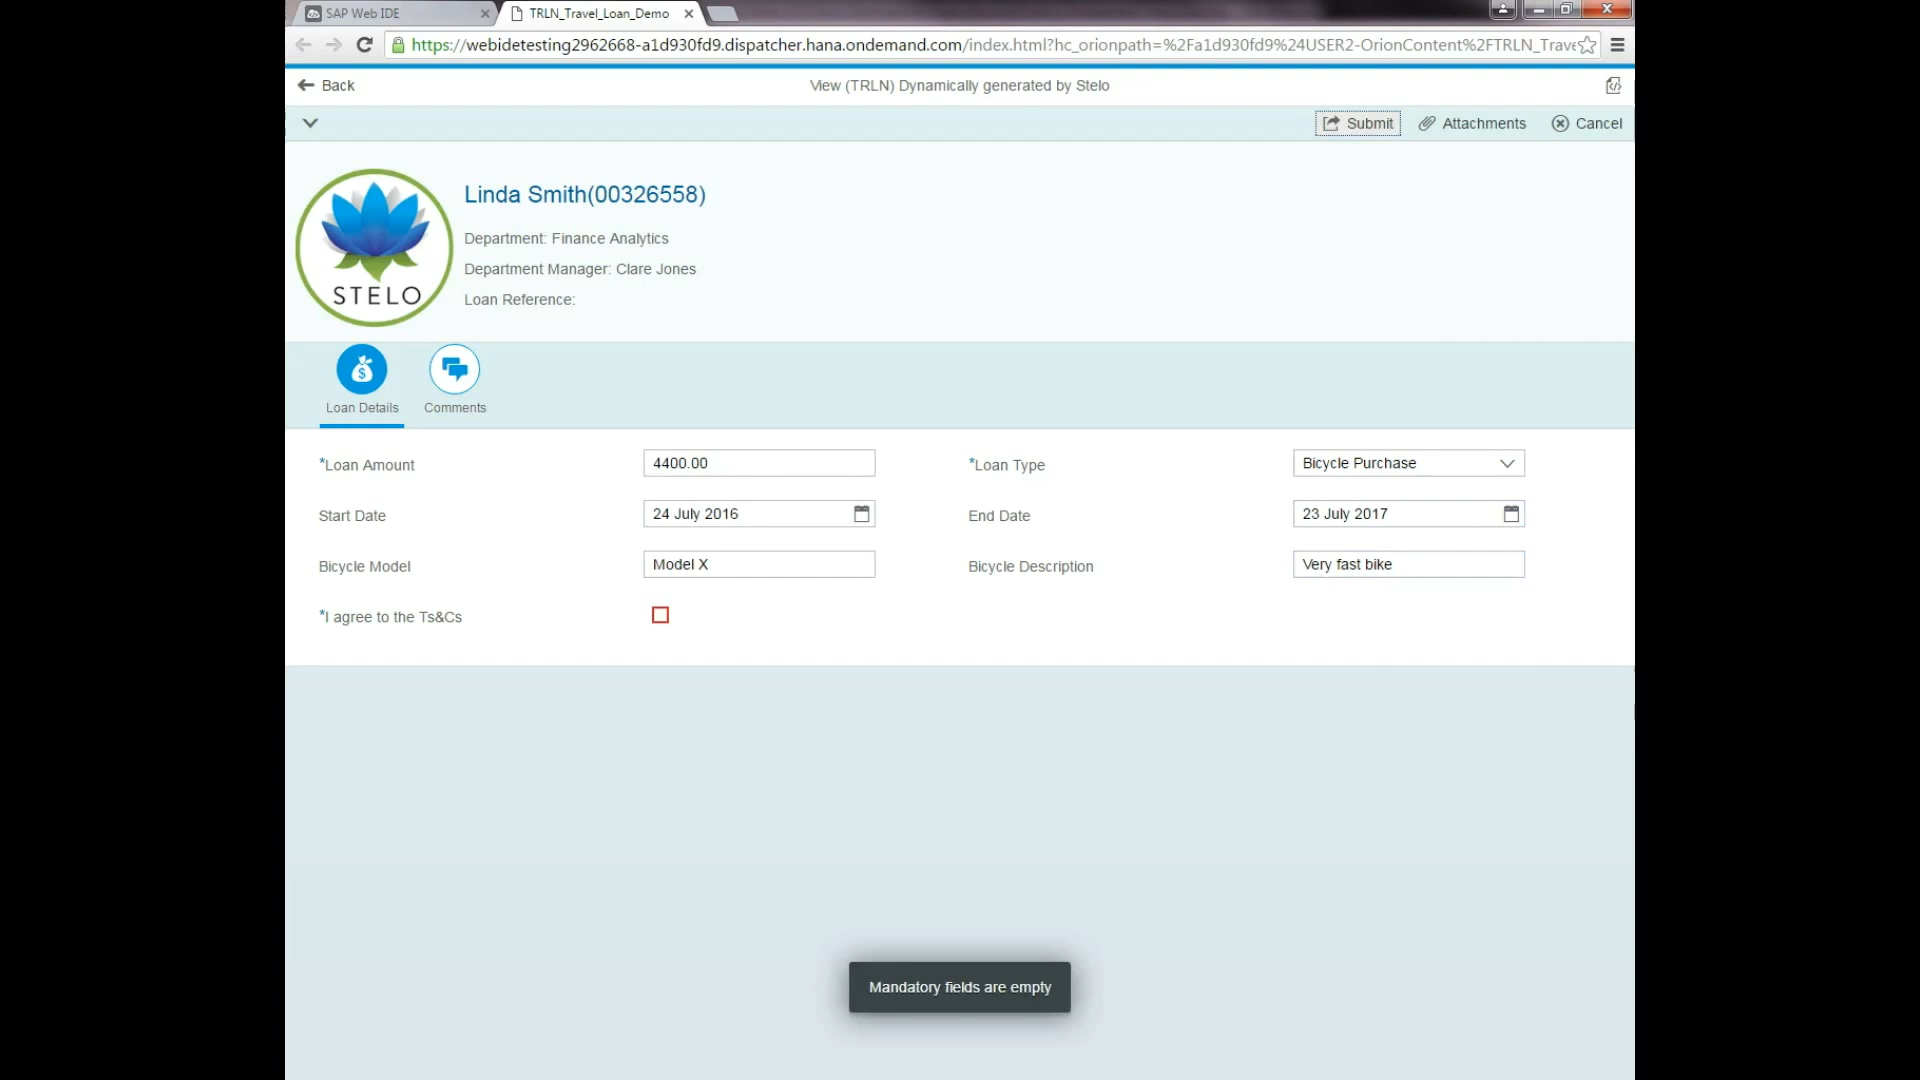 SAP Web IDE
TRLN_Travel_Loan_Demo
https://webidetesting2962668-a1d930fd9.dispatcher.hana.ondemand.com/index.html?hc_orionpath=%2Fa1d930fd9%24USER2-OrionContent%2FTRLN_Trave
Back
View (TRLN) Dynamically generated by Stelo
Submit
Attachments
Cancel
STELO
Linda Smith(00326558)
Department: Finance Analytics
Department Manager: Clare Jones
Loan Reference:
Loan Details
Comments
*Loan Amount
4400.00
*Loan Type
Bicycle Purchase
Start Date
24 July 2016
End Date
23 July 2017
Bicycle Model
Model X
Bicycle Description
Very fast bike
*I agree to the Ts&Cs
Mandatory fields are empty